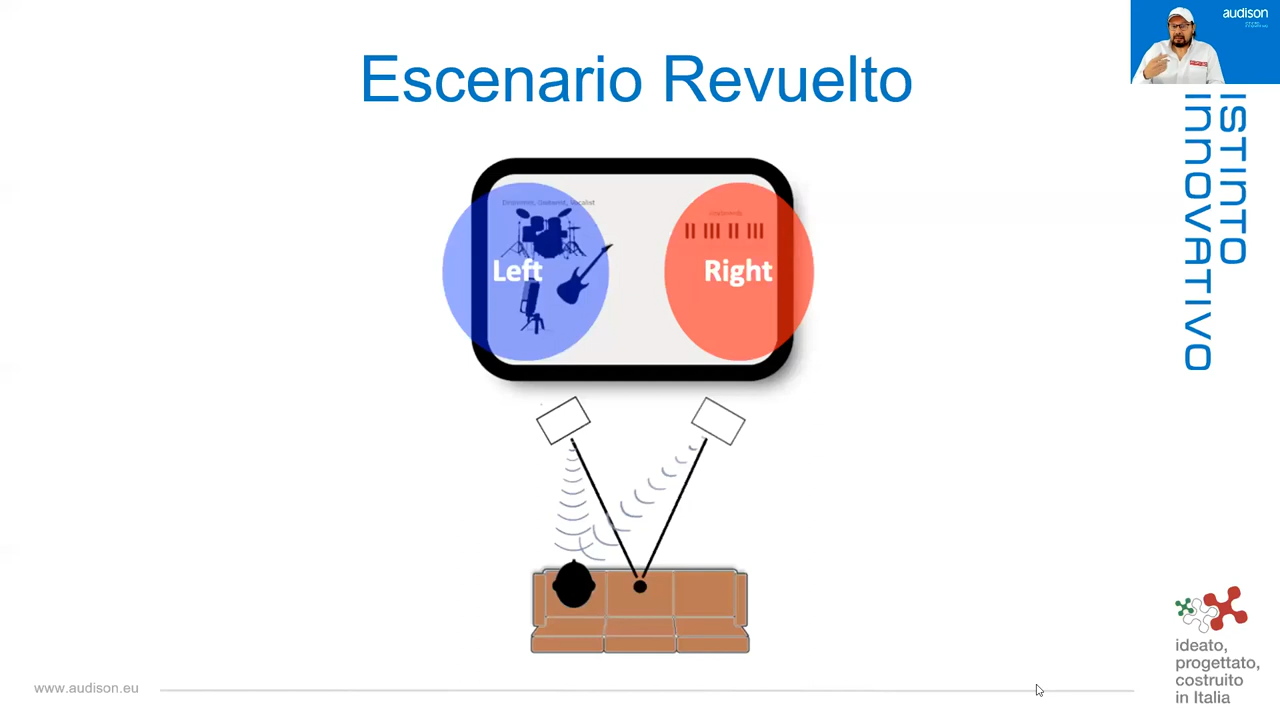 Escenario Revuelto
audison
ISTINTO
INNOVATIVO
Left
Right
www.audison.eu
ideato,
progettato,
costruito
in Italia